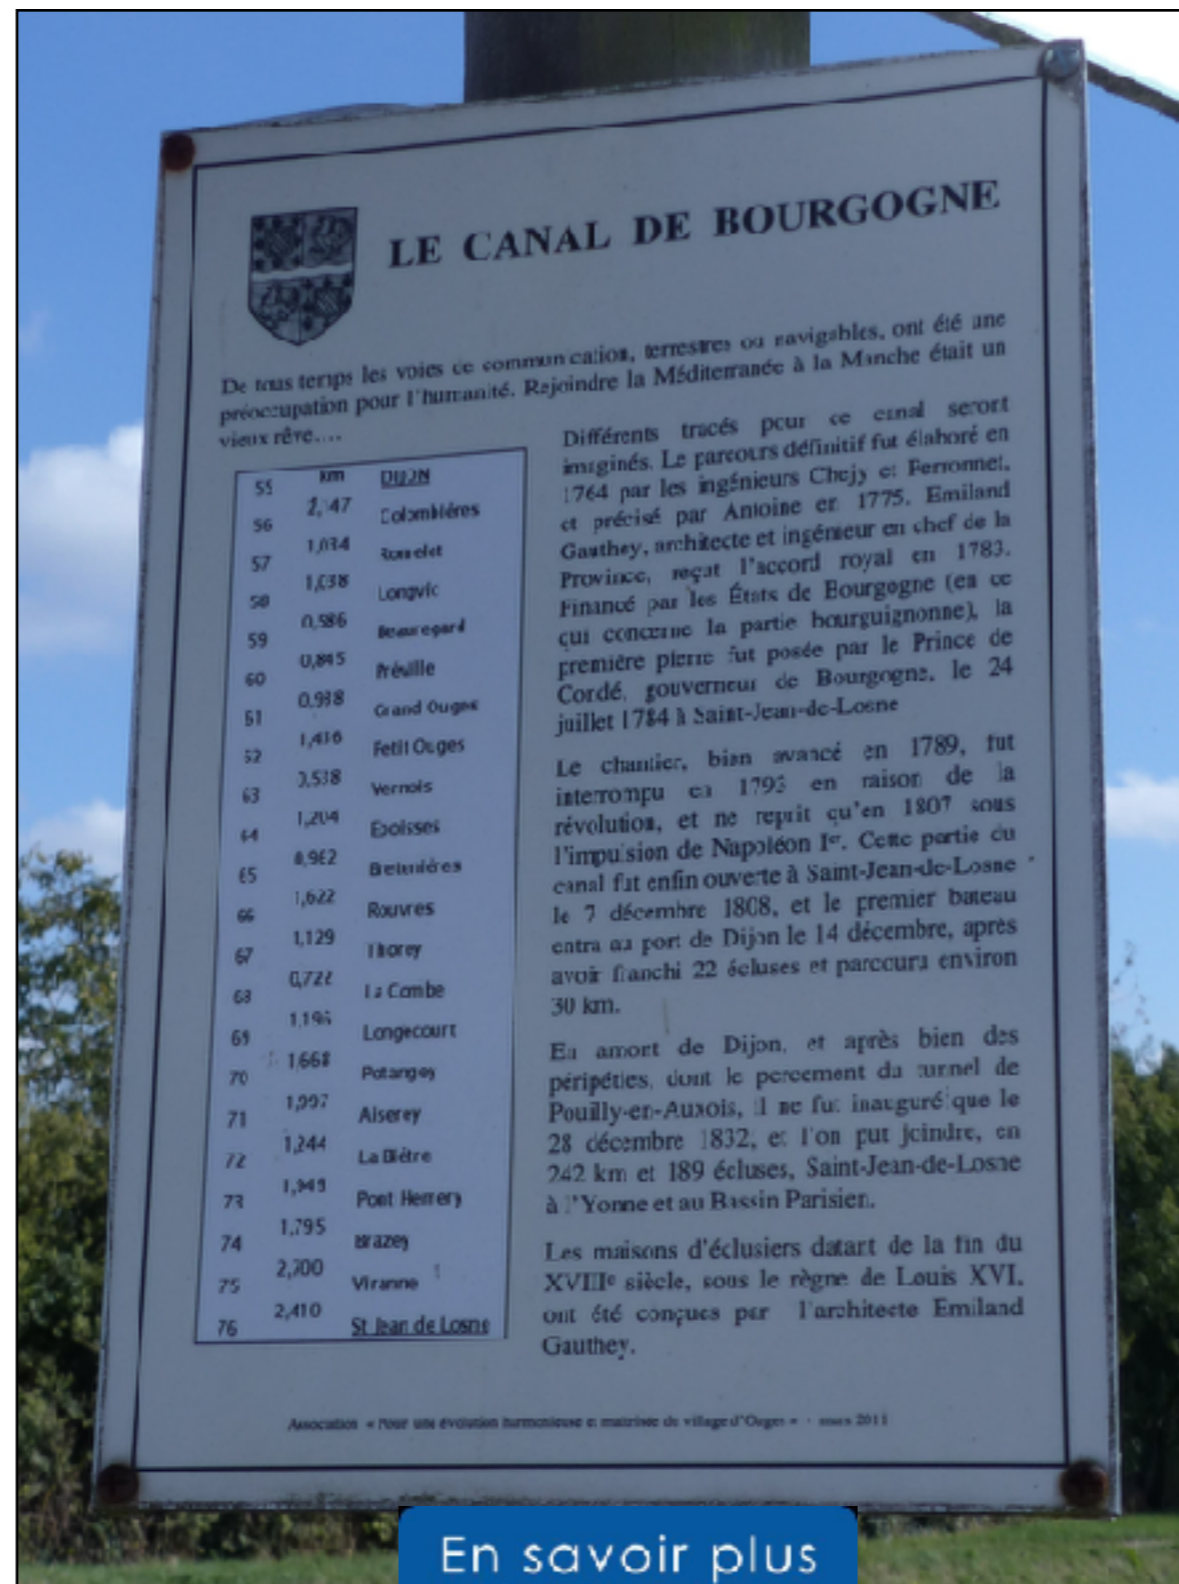 LE CANAL DE BOURGOGNE
De tous temps les voies de communication, terrestres ou navigables, ont été une
préoccupation pour l'humanité. Rejoindre la Méditerranée à la Manche était un
vieux rêve....
55 km DIJON
56 Colombières
57 1,034 Romelet
58 1,038 Longvic
59 0,586 Beauregard
60 0,845 Préville
61 0,938 Grand Ouges
62 1,416 Petit Ouges
63 Vernois
64 1,204 Epoisses
65 0,962 Bretenières
66 1,622 Rouvres
67 1,129 Thorey
68 0,722 La Combe
69 Longecourt
70 1,668 Potangey
71 Aiserey
72 1,244 La Biètre
73 1,949 Pont Hemery
74 1,795 Brazey
75 2,200 Viranne
76 2,410 St Jean de Losne
Différents tracés pour ce canal seront
imaginés. Le parcours définitif fut élaboré en
1764 par les ingénieurs et Perronnet,
et précisé par Antoine en 1775. Emiland
Gauthey, architecte et ingénieur en chef de la
Province, reçut l'accord royal en 1783.
Financé par les États de Bourgogne (en ce
qui concerne la partie bourguignonne), la
première pierre fut posée par le Prince de
Condé, gouverneur de Bourgogne, le 24
juillet 1784 à Saint-Jean-de-Losne
Le chantier, bien avancé en 1789, fut
interrompu en 1793 en raison de la
révolution, et ne reprit qu'en 1807 sous
l'impulsion de Napoléon Iᵉʳ. Cette partie du
canal fut enfin ouverte à Saint-Jean-de-Losne
le 7 décembre 1808, et le premier bateau
entra au port de Dijon le 14 décembre, après
avoir franchi 22 écluses et parcouru environ
30 km.
En amont de Dijon, et après bien des
péripéties, dont le percement du tunnel de
Pouilly-en-Auxois, il ne fut inauguré que le
28 décembre 1832, et l'on put joindre, en
242 km et 189 écluses, Saint-Jean-de-Losne
à l'Yonne et au Bassin Parisien.
Les maisons d'éclusiers datant de la fin du
XVIIIᵉ siècle, sous le règne de Louis XVI,
ont été conçues par l'architecte Emiland
Gauthey.
Association « Pour une évolution harmonieuse et maitrisée du village d'Ouges » - mars 2011
En savoir plus